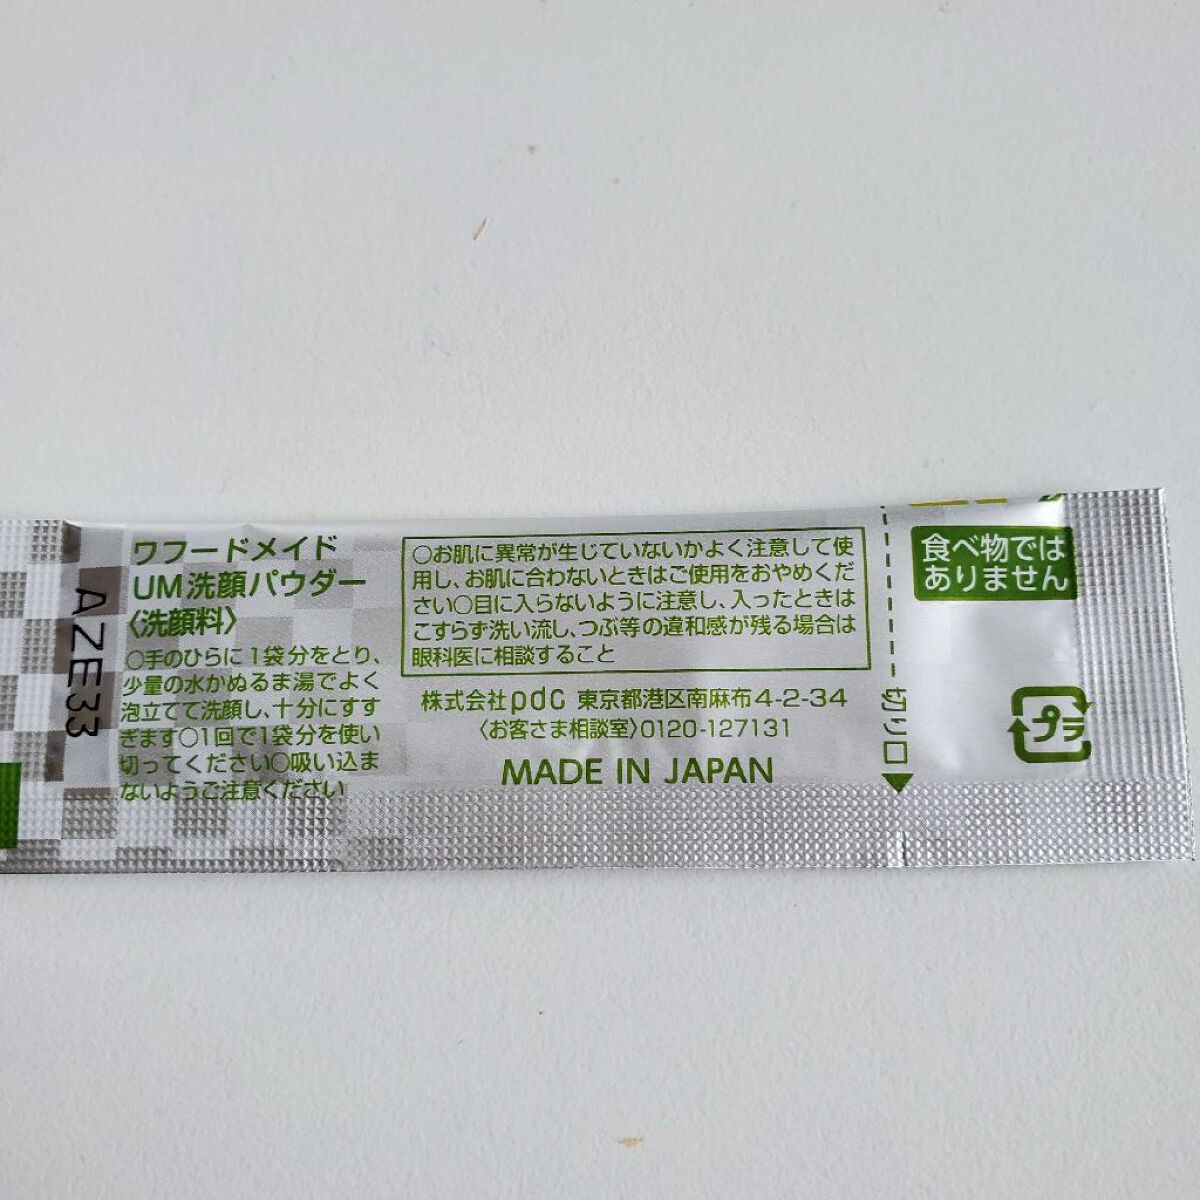 ワフードメイド
UM洗顔パウダー
〈洗顔料〉
○手のひらに1袋分をとり、
少量の水かぬるま湯でよく
泡立てて洗顔し、十分にすす
ぎます○1回で1袋分を使い
切ってください○吸い込ま
ないようご注意ください
AZE33
○お肌に異常が生じていないかよく注意して使
用し、お肌に合わないときはご使用をおやめくだ
さい○目に入らないように注意し、入ったときは
こすらず洗い流し、つぶ等の違和感が残る場合は
眼科医に相談すること
株式会社pdc 東京都港区南麻布4-2-34
〈お客さま相談室〉0120-127131
MADE IN JAPAN
切り口
食べ物では
ありません
プラ